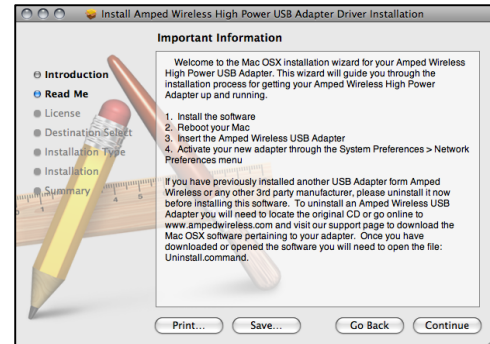 Install Amped Wireless High Power USB Adapter Driver Installation
Important Information
Introduction
Read Me
License
Destination Select
Installation Type
Installation
Summary
Welcome to the Mac OSX installation wizard for your Amped Wireless
High Power USB Adapter. This wizard will guide you through the
installation process for getting your Amped Wireless High Power
Adapter up and running.
1. Install the software
2. Reboot your Mac
3. Insert the Amped Wireless USB Adapter
4. Activate your new adapter through the System Preferences > Network
Preferences menu
If you have previously installed another USB Adapter form Amped
Wireless or any other 3rd party manufacturer, please uninstall it now
before installing this software. To uninstall an Amped Wireless USB
Adapter you will need to locate the original CD or go online to
www.ampedwireless.com and visit our support page to download the
Mac OSX software pertaining to your adapter. Once you have
downloaded or opened the software you will need to open the file:
Uninstall.command.
Print... Save... Go Back Continue